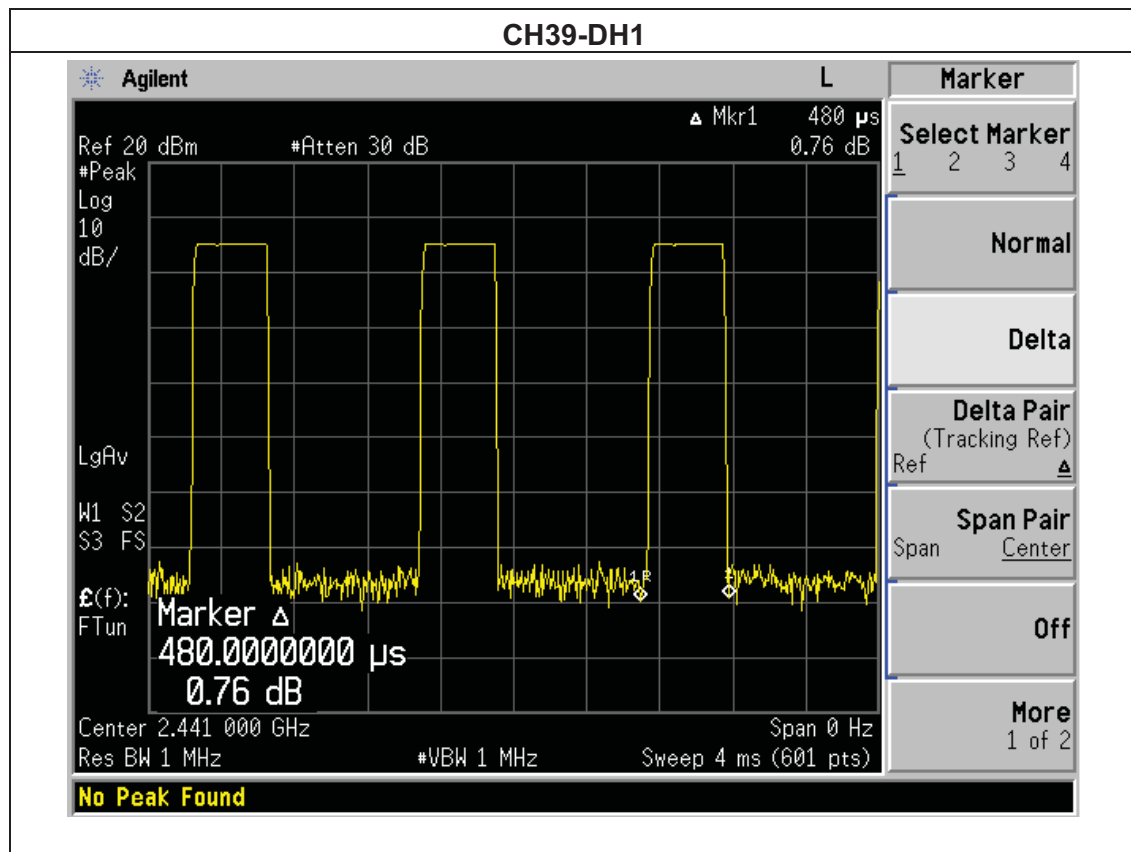 CH39-DH1
Agilent L Marker
Δ Mkr1 480 µs
Ref 20 dBm #Atten 30 dB 0.76 dB
#Peak
Log
10
dB/
LgAv
W1 S2
S3 FS
£(f):
FTun
1R
1
Marker Δ
480.0000000 µs
0.76 dB
Center 2.441 000 GHz Span 0 Hz
Res BW 1 MHz #VBW 1 MHz Sweep 4 ms (601 pts)
Select Marker
1 2 3 4
Normal
Delta
Delta Pair
(Tracking Ref)
Ref Δ
Span Pair
Span Center
Off
More
1 of 2
No Peak Found